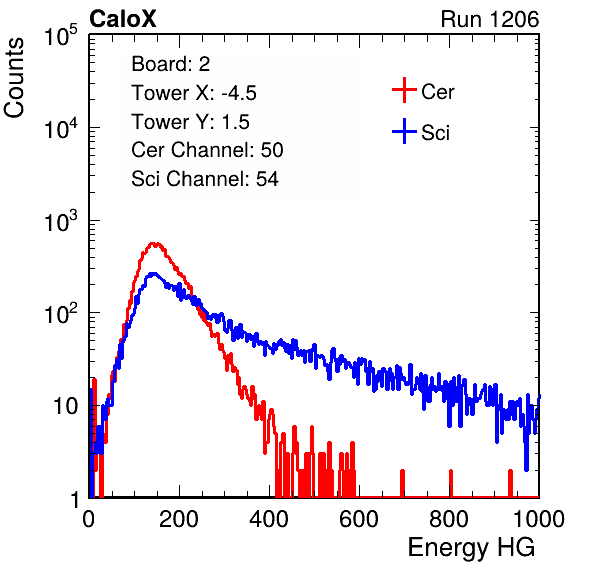 CaloX Run 1206
Counts
10^5
10^4
10^3
10^2
10
1
Board: 2
Tower X: -4.5
Tower Y: 1.5
Cer Channel: 50
Sci Channel: 54
Cer
Sci
0 200 400 600 800 1000
Energy HG